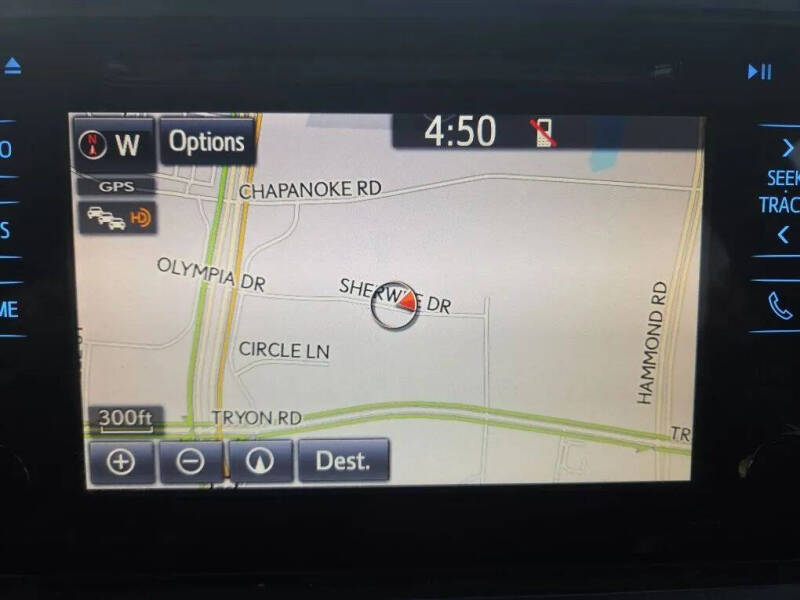 N W
Options
4:50
GPS
HD
SEEK
TRAC
CHAPANOKE RD
OLYMPIA DR
DR
CIRCLE LN
HAMMOND RD
300ft
TRYON RD
TR
Dest.